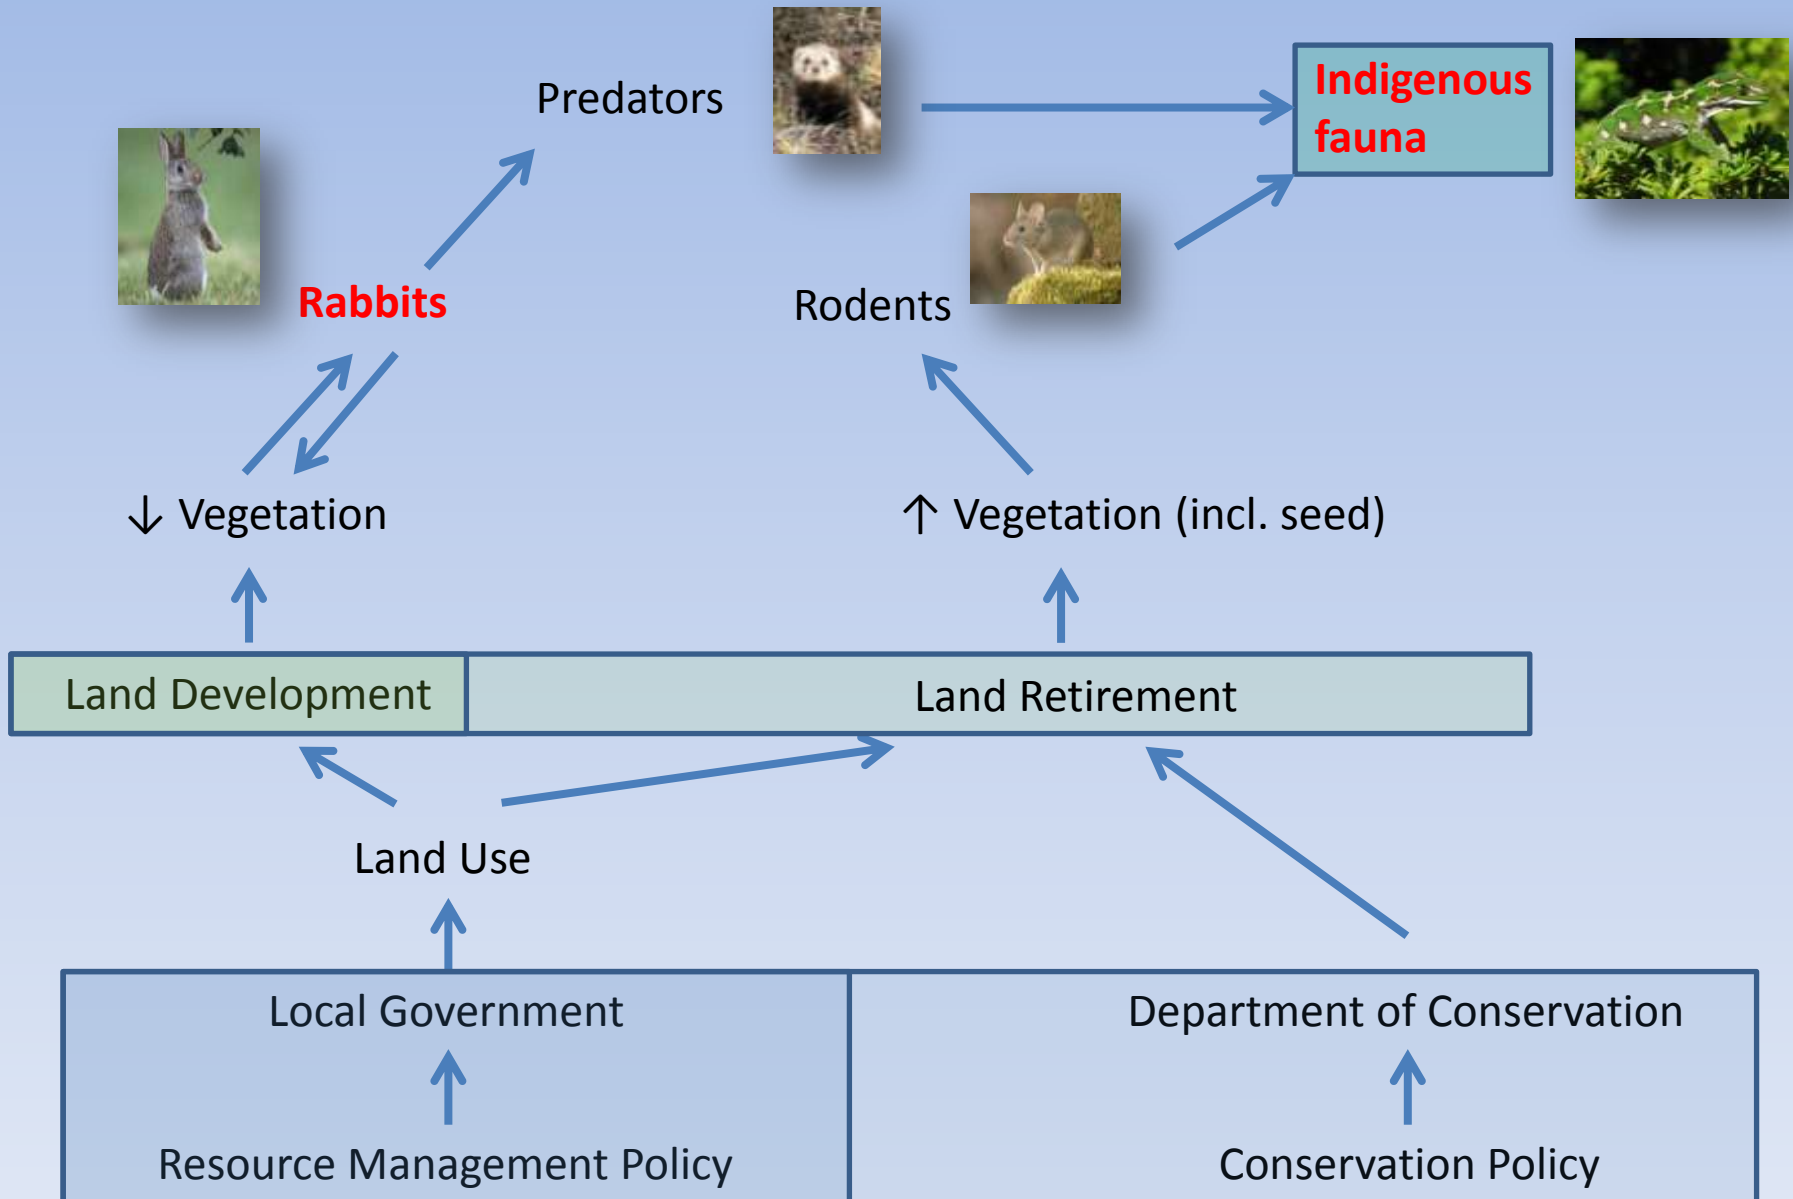 Predators
Indigenous
fauna
Rabbits
Rodents
↓ Vegetation
↑ Vegetation (incl. seed)
Land Development
Land Retirement
Land Use
Local Government
Department of Conservation
Resource Management Policy
Conservation Policy